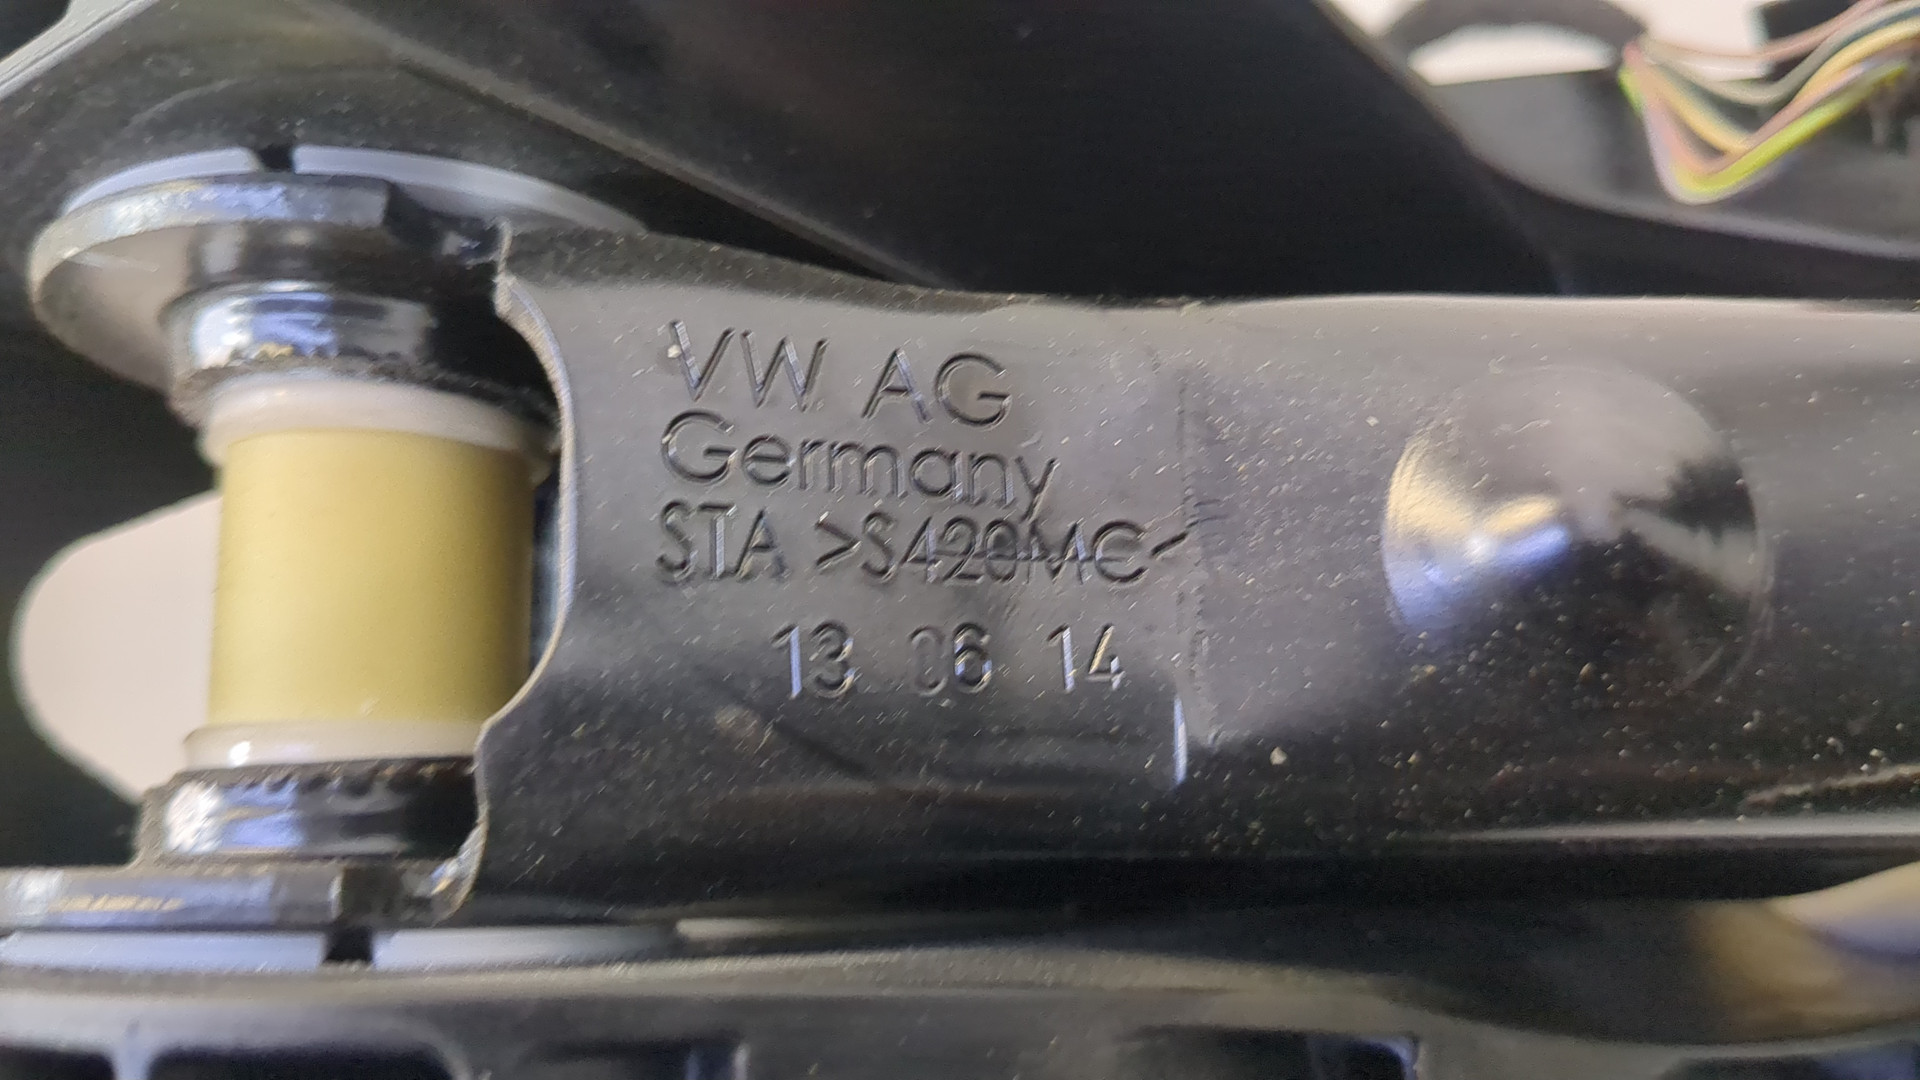 VW AG
Germany
STA >S420MC<
13 06 14